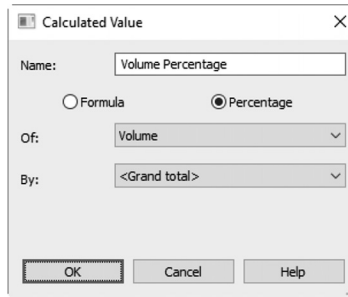 Calculated Value
Name: Volume Percentage
Formula Percentage
Of: Volume
By: <Grand total>
OK Cancel Help